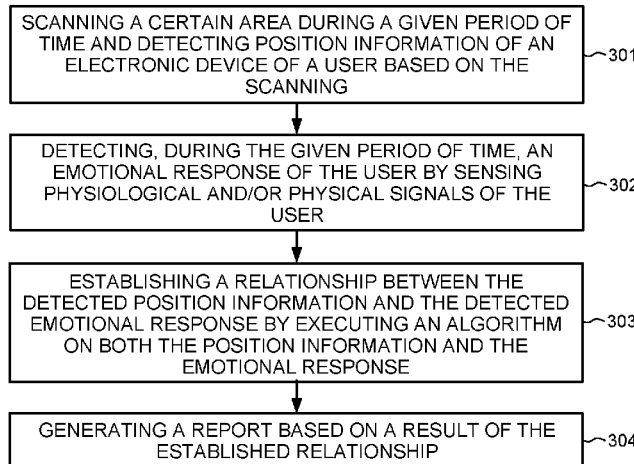 SCANNING A CERTAIN AREA DURING A GIVEN PERIOD OF
TIME AND DETECTING POSITION INFORMATION OF AN
ELECTRONIC DEVICE OF A USER BASED ON THE
SCANNING
301
DETECTING, DURING THE GIVEN PERIOD OF TIME, AN
EMOTIONAL RESPONSE OF THE USER BY SENSING
PHYSIOLOGICAL AND/OR PHYSICAL SIGNALS OF THE
USER
302
ESTABLISHING A RELATIONSHIP BETWEEN THE
DETECTED POSITION INFORMATION AND THE DETECTED
EMOTIONAL RESPONSE BY EXECUTING AN ALGORITHM
ON BOTH THE POSITION INFORMATION AND THE
EMOTIONAL RESPONSE
303
GENERATING A REPORT BASED ON A RESULT OF THE
ESTABLISHED RELATIONSHIP
304